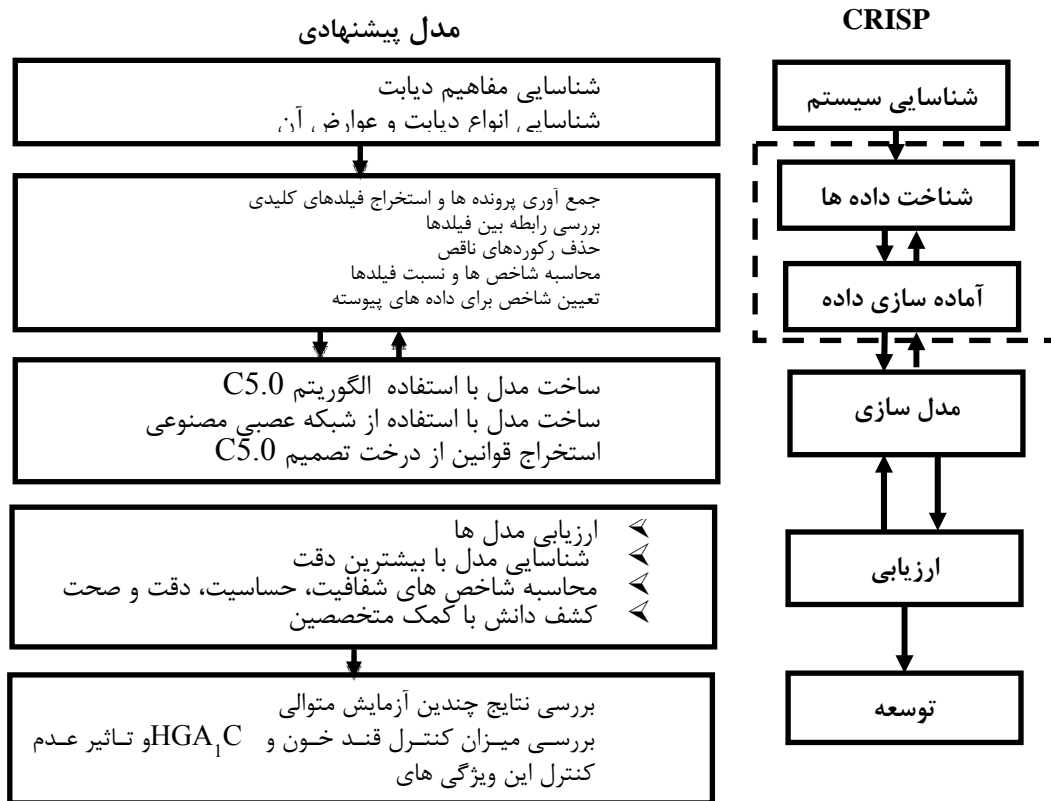 مدل پیشنهادی
CRISP
شناسایی مفاهیم دیابت
شناسایی انواع دیابت و عوارض آن
شناسایی سیستم
جمع آوری پرونده ها و استخراج فیلدهای کلیدی
بررسی رابطه بین فیلدها
حذف رکوردهای ناقص
محاسبه شاخص ها و نسبت فیلدها
تعیین شاخص برای داده های پیوسته
شناخت داده ها
آماده سازی داده
ساخت مدل با استفاده الگوریتم C5.0
ساخت مدل با استفاده از شبکه عصبی مصنوعی
استخراج قوانین از درخت تصمیم C5.0
مدل سازی
ارزیابی مدل ها
شناسایی مدل با بیشترین دقت
محاسبه شاخص های شفافیت، حساسیت، دقت و صحت
کشف دانش با کمک متخصصین
ارزیابی
بررسی نتایج چندین آزمایش متوالی
بررسی میزان کنترل قند خون و HGA₁C و تاثیر عدم
کنترل این ویژگی های
توسعه